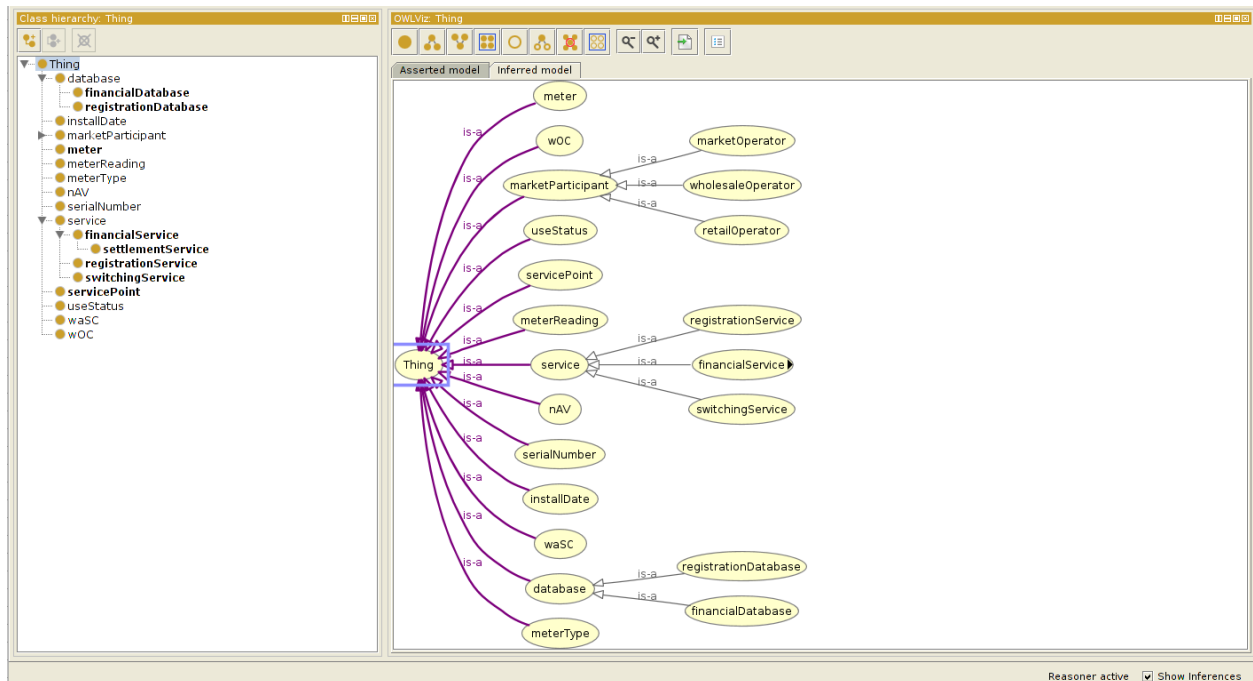 Class hierarchy: Thing
Thing
database
financialDatabase
registrationDatabase
installDate
marketParticipant
meter
meterReading
meterType
nAV
serialNumber
service
financialService
settlementService
registrationService
switchingService
servicePoint
useStatus
waSC
wOC
OWLViz: Thing
Asserted model Inferred model
meter
is-a
wOC
marketOperator
is-a
is-a
marketParticipant
is-a
wholesaleOperator
is-a
is-a
useStatus
retailOperator
is-a
servicePoint
is-a
meterReading
registrationService
is-a
is-a
Thing
is-a
service
is-a
financialService
is-a
is-a
nAV
switchingService
is-a
serialNumber
is-a
installDate
is-a
waSC
registrationDatabase
is-a
is-a
database
is-a
financialDatabase
meterType
Reasoner active Show Inferences